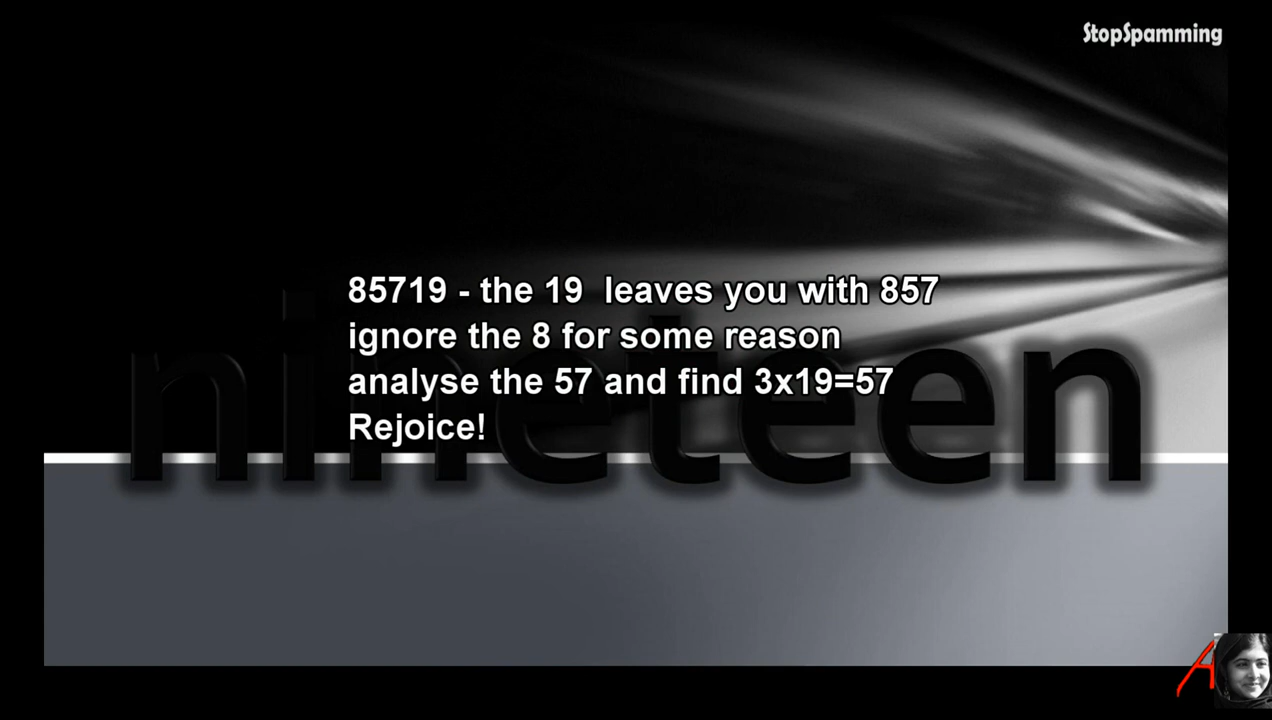 StopSpamming
85719 - the 19 leaves you with 857
ignore the 8 for some reason
analyse the 57 and find 3x19=57
Rejoice!
nineteen
A